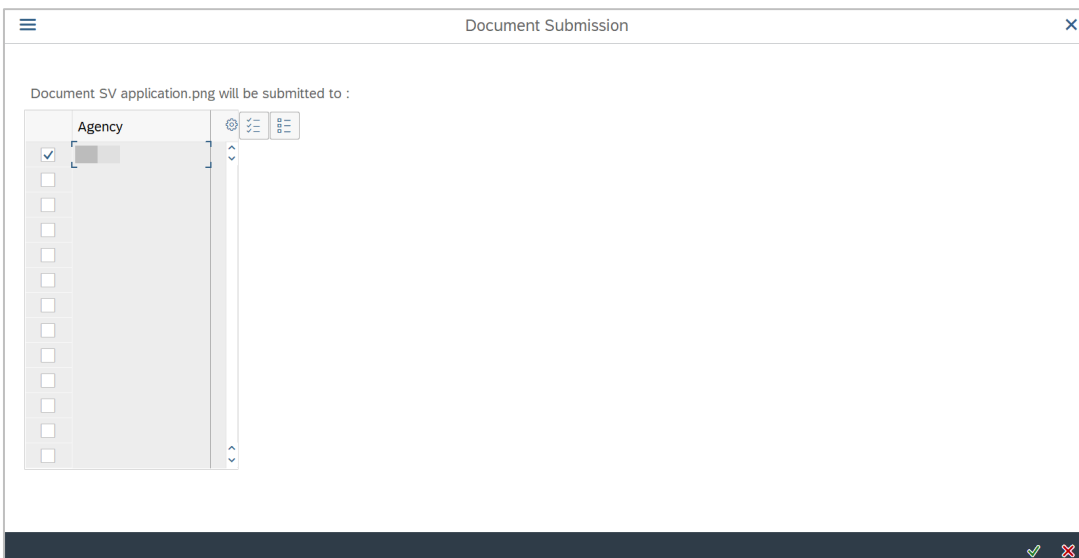 Document Submission
Document SV application.png will be submitted to :
Agency